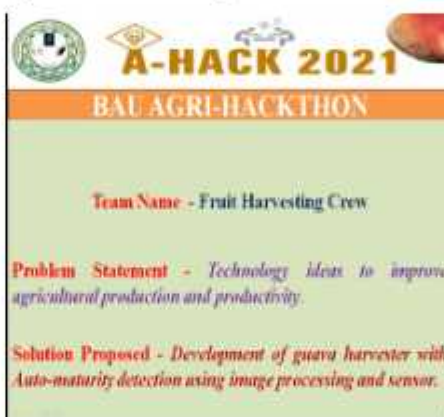 A-HACK 2021
BAU AGRI-HACKTHON
Team Name - Fruit Harvesting Crew
Problem Statement - Technology ideas to improve
agricultural production and productivity.
Solution Proposed - Development of guava harvester with
Auto-maturity detection using image processing and sensor.